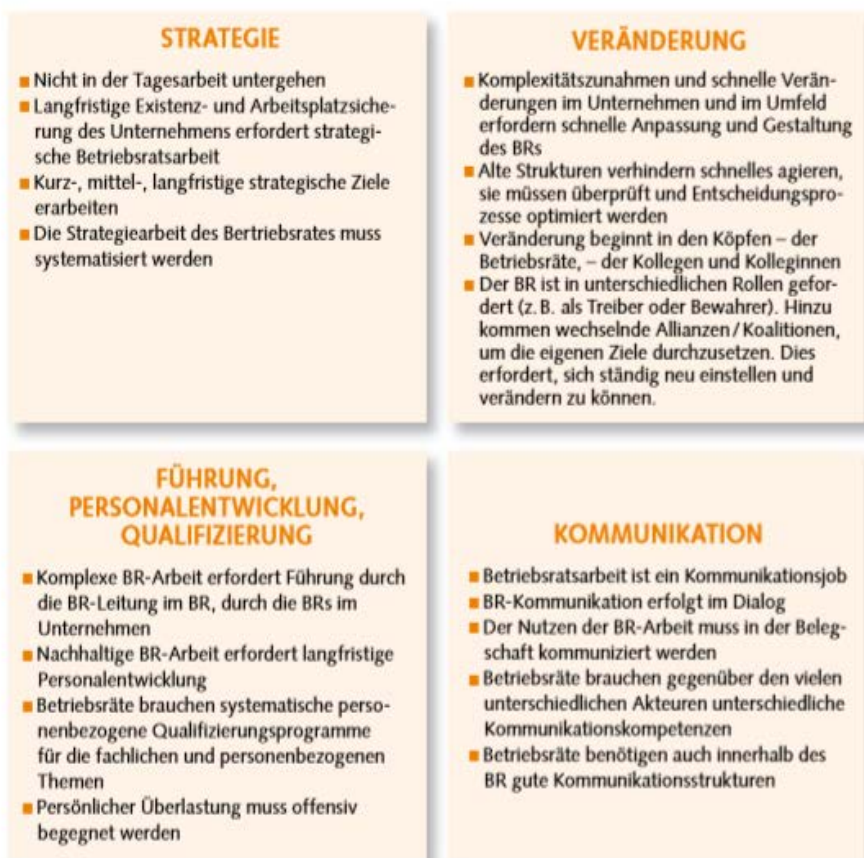 STRATEGIE
■ Nicht in der Tagesarbeit untergehen
■ Langfristige Existenz- und Arbeitsplatzsiche-
rung des Unternehmens erfordert strategi-
sche Betriebsratsarbeit
■ Kurz-, mittel-, langfristige strategische Ziele
erarbeiten
■ Die Strategiearbeit des Bertriebsrates muss
systematisiert werden
VERÄNDERUNG
■ Komplexitätszunahmen und schnelle Verän-
derungen im Unternehmen und im Umfeld
erfordern schnelle Anpassung und Gestaltung
des BRs
■ Alte Strukturen verhindern schnelles agieren,
sie müssen überprüft und Entscheidungspro-
zesse optimiert werden
■ Veränderung beginnt in den Köpfen – der
Betriebsräte, – der Kollegen und Kolleginnen
■ Der BR ist in unterschiedlichen Rollen gefor-
dert (z. B. als Treiber oder Bewahrer). Hinzu
kommen wechselnde Allianzen / Koalitionen,
um die eigenen Ziele durchzusetzen. Dies
erfordert, sich ständig neu einstellen und
verändern zu können.
FÜHRUNG,
PERSONALENTWICKLUNG,
QUALIFIZIERUNG
■ Komplexe BR-Arbeit erfordert Führung durch
die BR-Leitung im BR, durch die BRs im
Unternehmen
■ Nachhaltige BR-Arbeit erfordert langfristige
Personalentwicklung
■ Betriebsräte brauchen systematische perso-
nenbezogene Qualifizierungsprogramme
für die fachlichen und personenbezogenen
Themen
■ Persönlicher Überlastung muss offensiv
begegnet werden
KOMMUNIKATION
■ Betriebsratsarbeit ist ein Kommunikationsjob
■ BR-Kommunikation erfolgt im Dialog
■ Der Nutzen der BR-Arbeit muss in der Beleg-
schaft kommuniziert werden
■ Betriebsräte brauchen gegenüber den vielen
unterschiedlichen Akteuren unterschiedliche
Kommunikationskompetenzen
■ Betriebsräte benötigen auch innerhalb des
BR gute Kommunikationsstrukturen